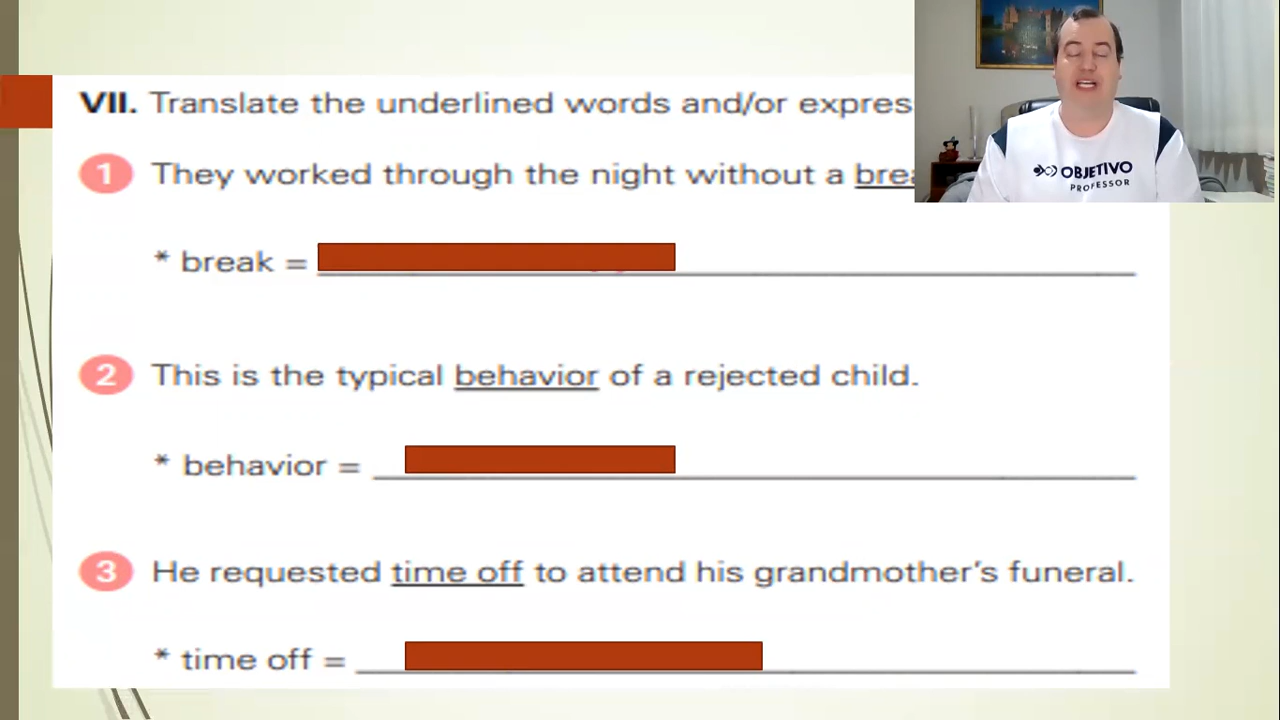 VII. Translate the underlined words and/or expres
1 They worked through the night without a brea
* break =
2 This is the typical behavior of a rejected child.
* behavior =
3 He requested time off to attend his grandmother's funeral.
* time off =
OBJETIVO
PROFESSOR